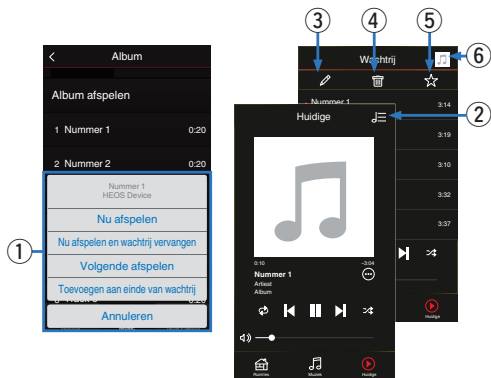 3
4
5
6
2
1
Album
Album afspelen
1 Nummer 1 0:20
2 Nummer 2 0:20
Nummer 1
HEOS Device
Nu afspelen
Nu afspelen en wachtrij vervangen
Volgende afspelen
Toevoegen aan einde van wachtrij
Annuleren
Wachtrij
Nummer 1 3:14
3:19
3:10
3:32
3:37
Huidige
Huidige
0:10 -3:04
Nummer 1
Artiest
Album
Ruimtes Muziek Huidige